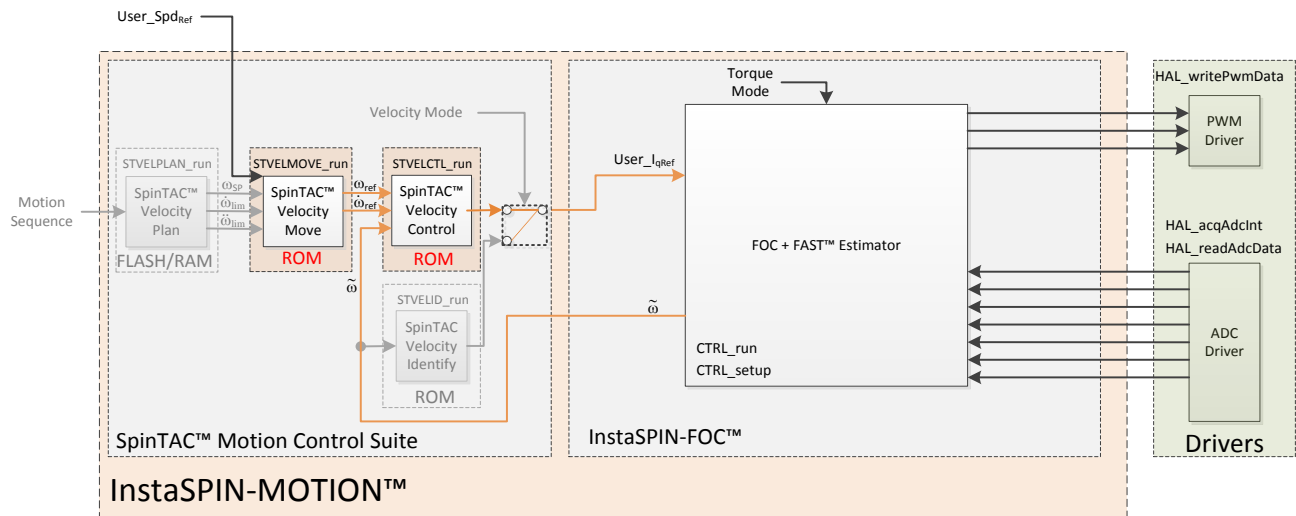 User_SpdRef
Torque
Mode
HAL_writePwmData
PWM
Driver
Velocity Mode
STVELPLAN_run
STVELMOVE_run
STVELCTL_run
User_IqRef
Motion
Sequence
SpinTAC™
Velocity
Plan
ωSP
ω̇lim
ω̈lim
SpinTAC™
Velocity
Move
ωref
ω̇ref
SpinTAC™
Velocity
Control
FLASH/RAM
ROM
ROM
FOC + FAST™ Estimator
HAL_acqAdcInt
HAL_readAdcData
ω̃
STVELID_run
ω̃
SpinTAC
Velocity
Identify
ROM
ADC
Driver
CTRL_run
CTRL_setup
SpinTAC™ Motion Control Suite
InstaSPIN-FOC™
Drivers
InstaSPIN-MOTION™